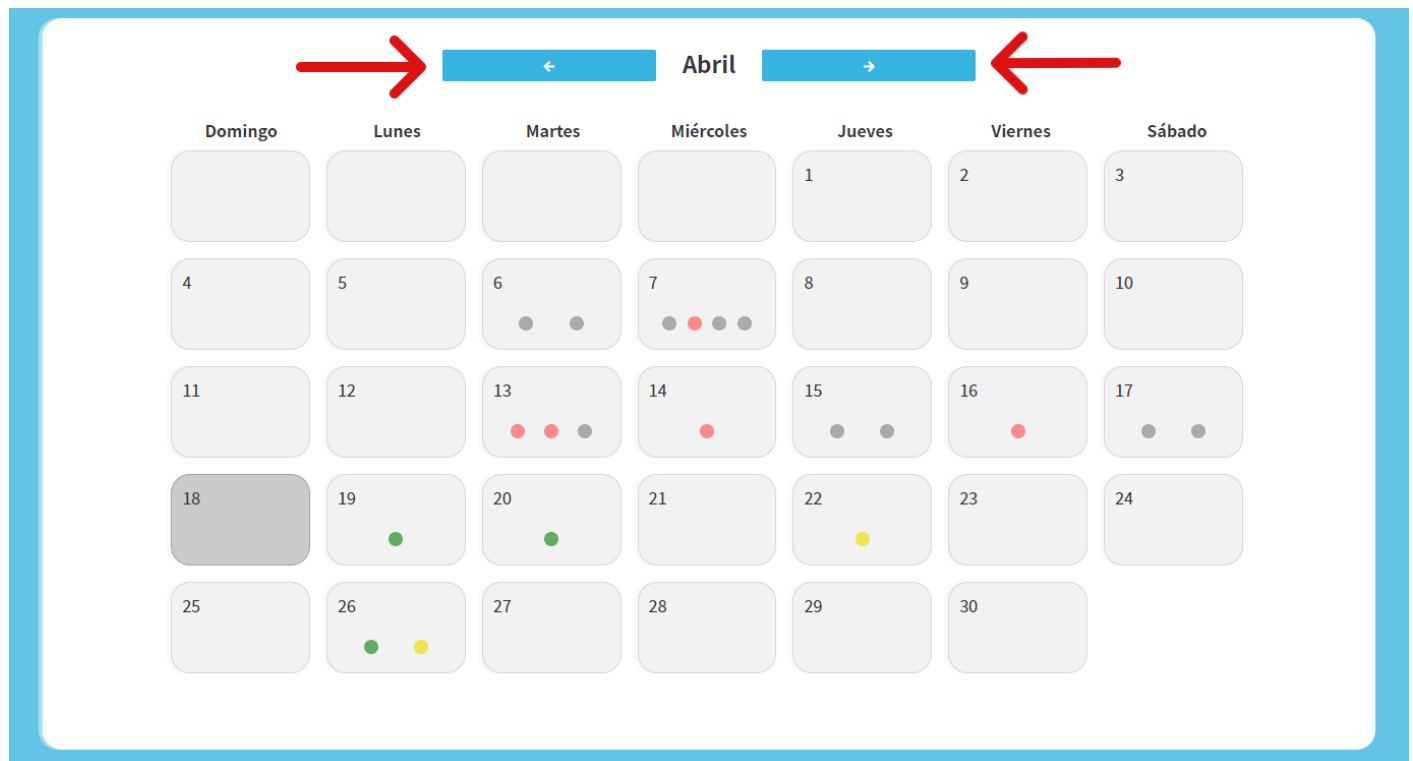 ← Abril →
Domingo Lunes Martes Miércoles Jueves Viernes Sábado
1 2 3
4 5 6 7 8 9 10
11 12 13 14 15 16 17
18 19 20 21 22 23 24
25 26 27 28 29 30